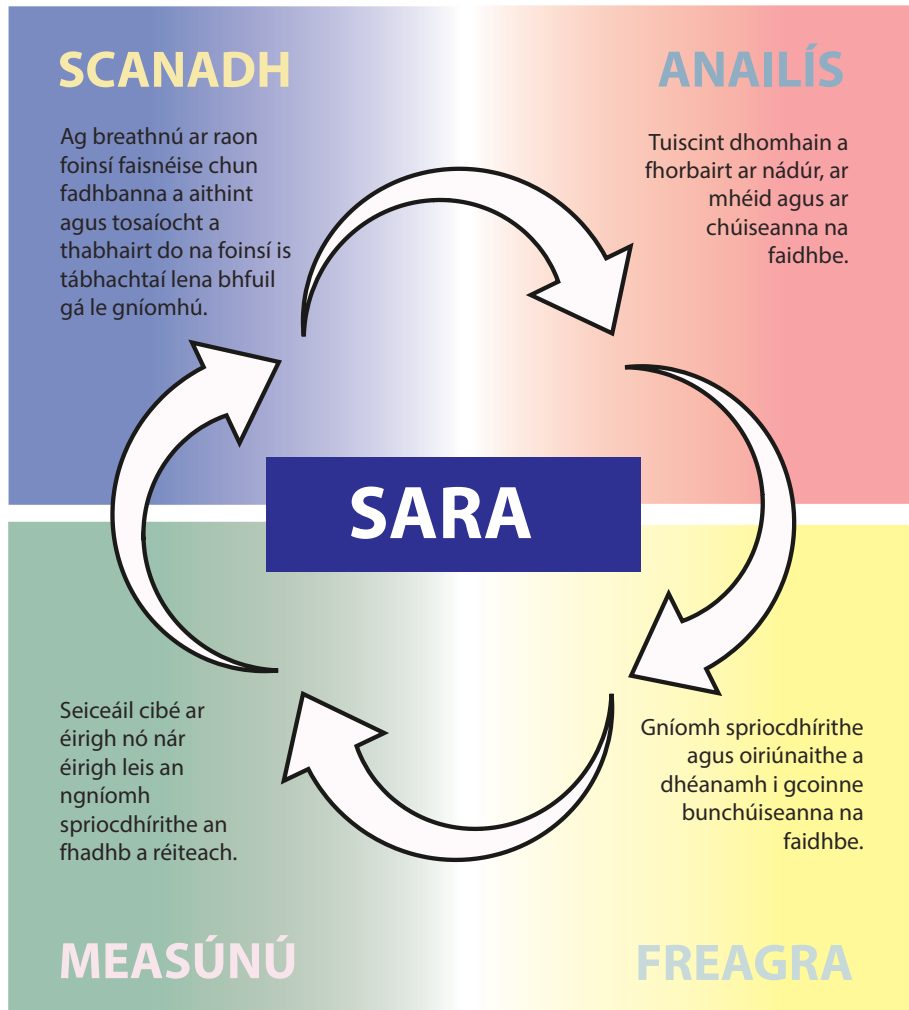 SCANADH
Ag breathnú ar raon
foinsí faisnéise chun
fadhbanna a aithint
agus tosaíocht a
thabhairt do na foinsí is
tábhachtaí lena bhfuil
gá le gníomhú.
ANAILÍS
Tuiscint dhomhain a
fhorbairt ar nádúr, ar
mhéid agus ar
chúiseanna na
faidhbe.
SARA
Seiceáil cibé ar
éirigh nó nár
éirigh leis an
ngníomh
spriocdhírithe an
fhadhb a réiteach.
MEASÚNÚ
Gníomh spriocdhírithe
agus oiriúnaithe a
dhéanamh i gcoinne
bunchúiseanna na
faidhbe.
FREAGRA